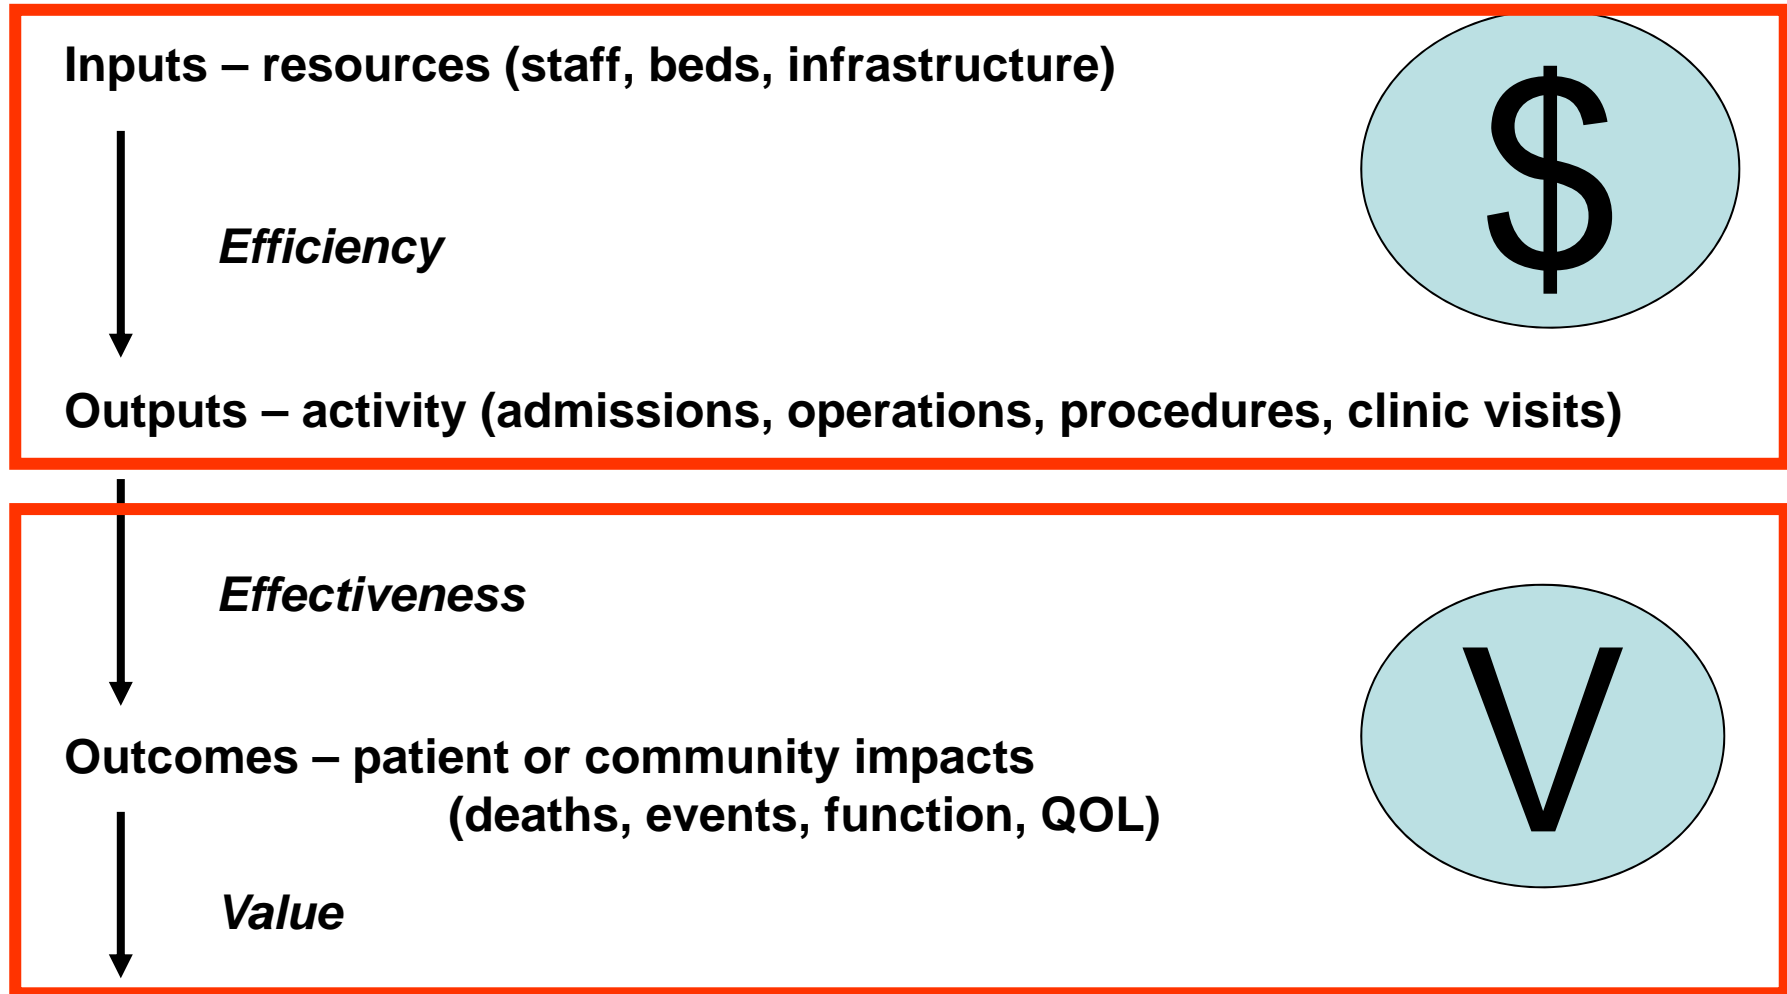 Inputs – resources (staff, beds, infrastructure)
$
Efficiency
Outputs – activity (admissions, operations, procedures, clinic visits)
Effectiveness
Outcomes – patient or community impacts
(deaths, events, function, QOL)
V
Value